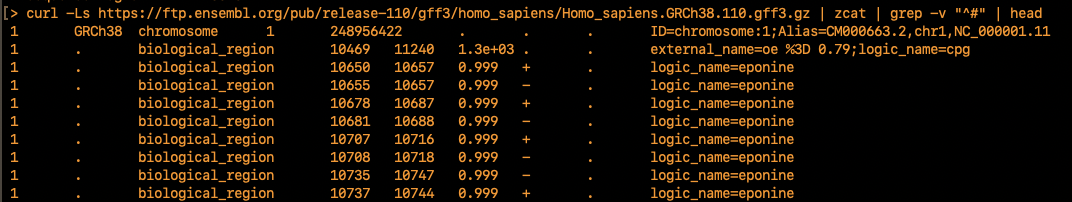 [> curl -Ls https://ftp.ensembl.org/pub/release-110/gff3/homo_sapiens/Homo_sapiens.GRCh38.110.gff3.gz | zcat | grep -v "^#" | head
1 GRCh38 chromosome 1 248956422 . . . ID=chromosome:1;Alias=CM000663.2,chr1,NC_000001.11
1 . biological_region 10469 11240 1.3e+03 . . external_name=oe %3D 0.79;logic_name=cpg
1 . biological_region 10650 10657 0.999 + . logic_name=eponine
1 . biological_region 10655 10657 0.999 - . logic_name=eponine
1 . biological_region 10678 10687 0.999 + . logic_name=eponine
1 . biological_region 10681 10688 0.999 - . logic_name=eponine
1 . biological_region 10707 10716 0.999 + . logic_name=eponine
1 . biological_region 10708 10718 0.999 - . logic_name=eponine
1 . biological_region 10735 10747 0.999 - . logic_name=eponine
1 . biological_region 10737 10744 0.999 + . logic_name=eponine